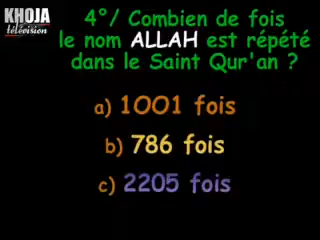 KHOJA
télévision
4°/ Combien de fois
le nom ALLAH est répété
dans le Saint Qur'an ?
a) 1001 fois
b) 786 fois
c) 2205 fois